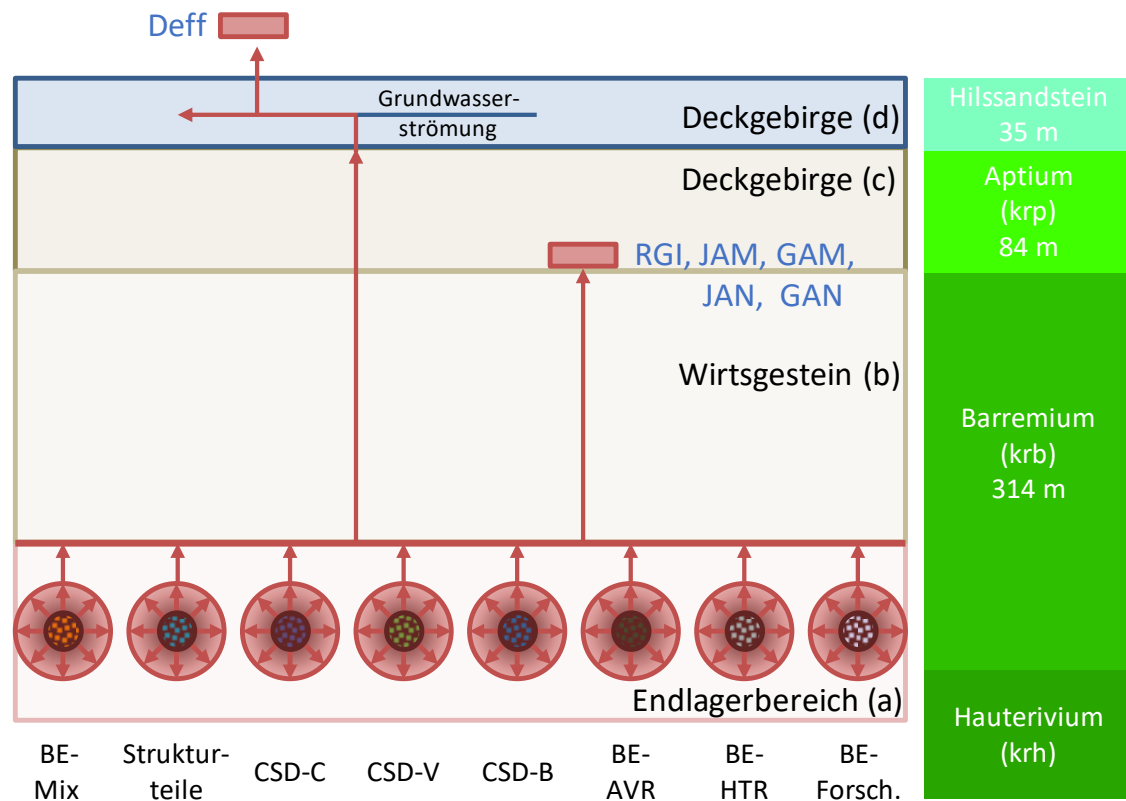 Deff
Grundwasser-
strömung
Deckgebirge (d)
Deckgebirge (c)
RGI, JAM, GAM,
JAN, GAN
Wirtsgestein (b)
Endlagerbereich (a)
BE-
Mix
Struktur-
teile
CSD-C
CSD-V
CSD-B
BE-
AVR
BE-
HTR
BE-
Forsch.
Hilssandstein
35 m
Aptium
(krp)
84 m
Barremium
(krb)
314 m
Hauterivium
(krh)